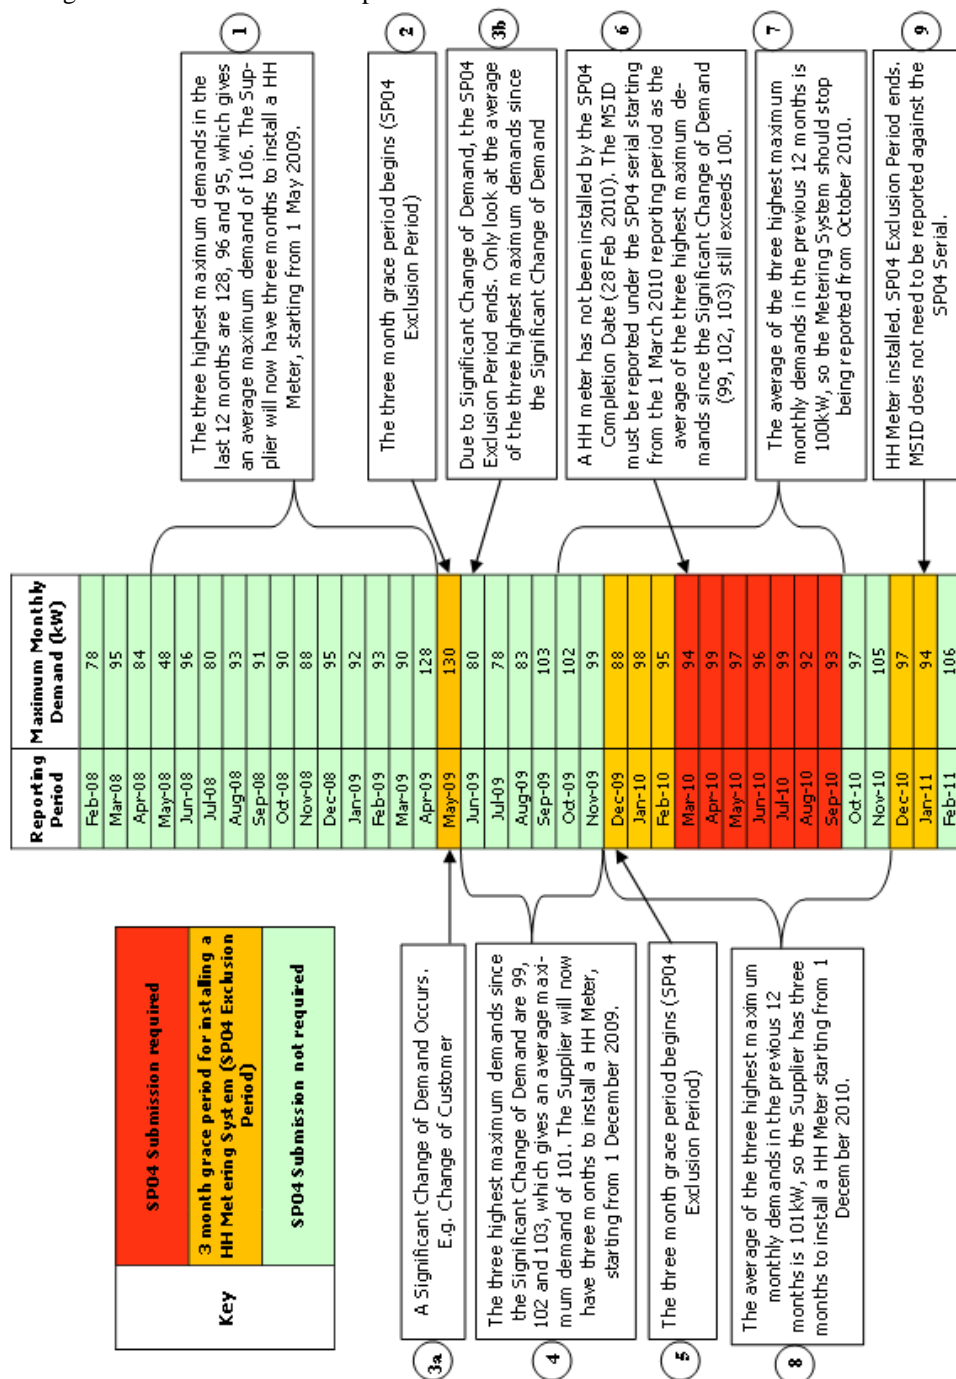 1
The three highest maximum demands in the
last 12 months are 128, 96 and 95, which gives
an average maximum demand of 106. The Sup-
plier will now have three months to install a HH
Meter, starting from 1 May 2009.
2
The three month grace period begins (SP04
Exclusion Period)
3b
Due to Significant Change of Demand, the SP04
Exclusion Period ends. Only look at the average
of the three highest maximum demands since
the Significant Change of Demand
6
A HH meter has not been installed by the SP04
Completion Date (28 Feb 2010). The MSID
must be reported under the SP04 serial starting
from the 1 March 2010 reporting period as the
average of the three highest maximum de-
mands since the Significant Change of Demand
(99, 102, 103) still exceeds 100.
7
The average of the three highest maximum
monthly demands in the previous 12 months is
100kW, so the Metering System should stop
being reported from October 2010.
9
HH Meter installed. SP04 Exclusion Period ends.
MSID does not need to be reported against the
SP04 Serial.
Reporting Period Maximum Monthly Demand (kW)
Feb-08 78
Mar-08 95
Apr-08 84
May-08 48
Jun-08 96
Jul-08 80
Aug-08 93
Sep-08 91
Oct-08 90
Nov-08 88
Dec-08 95
Jan-09 92
Feb-09 93
Mar-09 90
Apr-09 128
May-09 130
Jun-09 80
Jul-09 78
Aug-09 83
Sep-09 103
Oct-09 102
Nov-09 99
Dec-09 88
Jan-10 98
Feb-10 95
Mar-10 94
Apr-10 99
May-10 97
Jun-10 96
Jul-10 99
Aug-10 92
Sep-10 93
Oct-10 97
Nov-10 105
Dec-10 97
Jan-11 94
Feb-11 106
Key
SP04 Submission required
3 month grace period for installing a
HH Metering System (SP04 Exclusion
Period)
SP04 Submission not required
3a
A Significant Change of Demand Occurs.
E.g. Change of Customer
4
The three highest maximum demands since
the Significant Change of Demand are 99,
102 and 103, which gives an average maxi-
mum demand of 101. The Supplier will now
have three months to install a HH Meter,
starting from 1 December 2009.
5
The three month grace period begins (SP04
Exclusion Period)
8
The average of the three highest maximum
monthly demands in the previous 12
months is 101kW, so the Supplier has three
months to install a HH Meter starting from 1
December 2010.